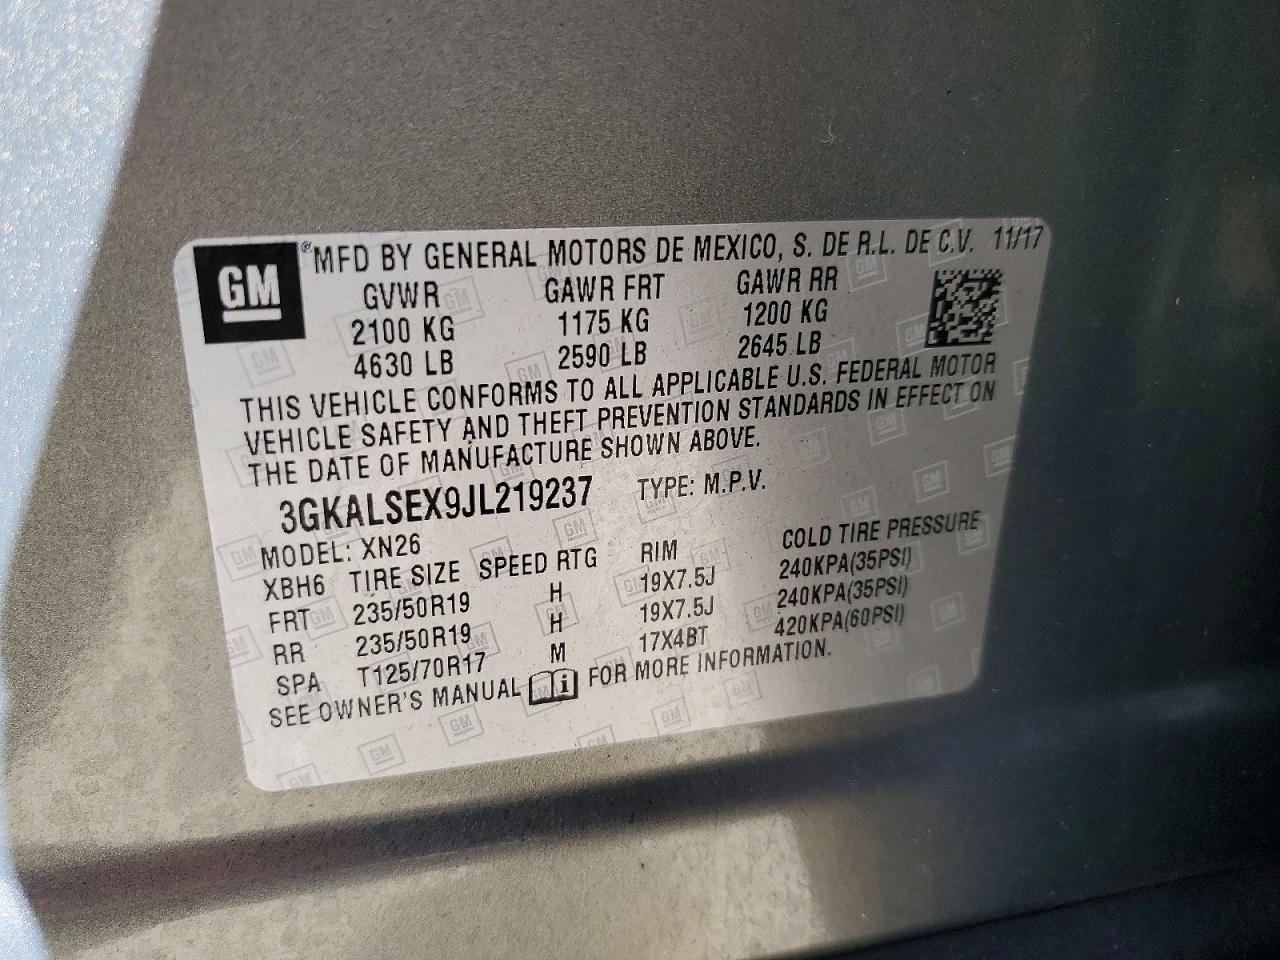 GM
® MFD BY GENERAL MOTORS DE MEXICO, S. DE R.L. DE C.V. 11/17
GVWR GAWR FRT GAWR RR
2100 KG 1175 KG 1200 KG
4630 LB 2590 LB 2645 LB
THIS VEHICLE CONFORMS TO ALL APPLICABLE U.S. FEDERAL MOTOR
VEHICLE SAFETY AND THEFT PREVENTION STANDARDS IN EFFECT ON
THE DATE OF MANUFACTURE SHOWN ABOVE.
3GKALSEX9JL219237 TYPE: M.P.V.
MODEL: XN26
XBH6 TIRE SIZE SPEED RTG RIM COLD TIRE PRESSURE
FRT 235/50R19 H 19X7.5J 240KPA(35PSI)
RR 235/50R19 H 19X7.5J 240KPA(35PSI)
SPA T125/70R17 M 17X4BT 420KPA(60PSI)
SEE OWNER'S MANUAL i FOR MORE INFORMATION.